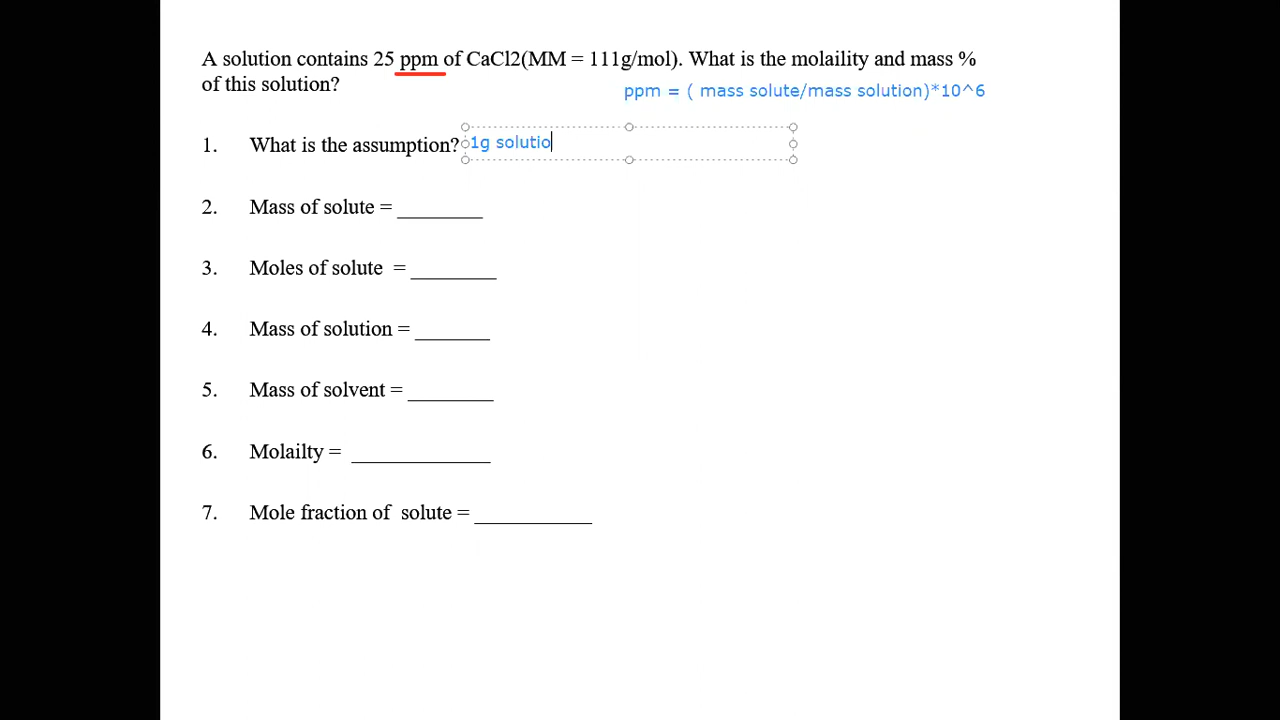 A solution contains 25 ppm of CaCl2(MM = 111g/mol). What is the molaility and mass %
of this solution?
ppm = ( mass solute/mass solution)*10^6
1. What is the assumption? 1g solutio
2. Mass of solute = ________
3. Moles of solute = ________
4. Mass of solution = _______
5. Mass of solvent = ________
6. Molailty = _____________
7. Mole fraction of solute = ___________